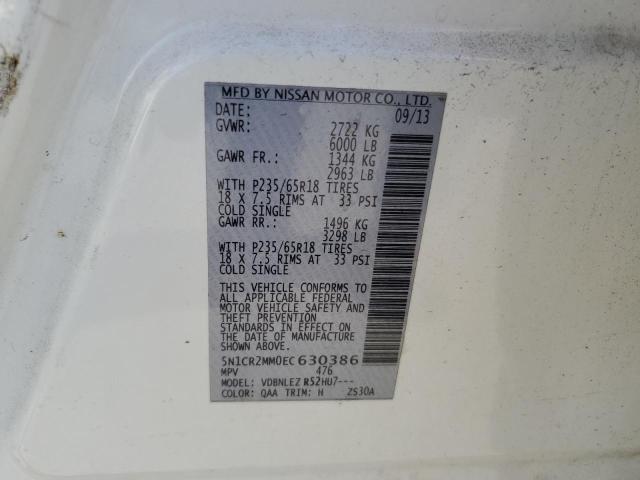 MFD BY NISSAN MOTOR CO., LTD.
DATE: 09/13
GVWR: 2722 KG
6000 LB
GAWR FR.: 1344 KG
2963 LB
WITH P235/65R18 TIRES
18 X 7.5 RIMS AT 33 PSI
COLD SINGLE
GAWR RR.: 1496 KG
3298 LB
WITH P235/65R18 TIRES
18 X 7.5 RIMS AT 33 PSI
COLD SINGLE
THIS VEHICLE CONFORMS TO
ALL APPLICABLE FEDERAL
MOTOR VEHICLE SAFETY AND
THEFT PREVENTION
STANDARDS IN EFFECT ON
THE DATE OF MANUFACTURE
SHOWN ABOVE.
5N1CR2MM0EC630386
MPV 476
MODEL: VDBNLEZ R52HU7---
COLOR: QAA TRIM: H ZS30A